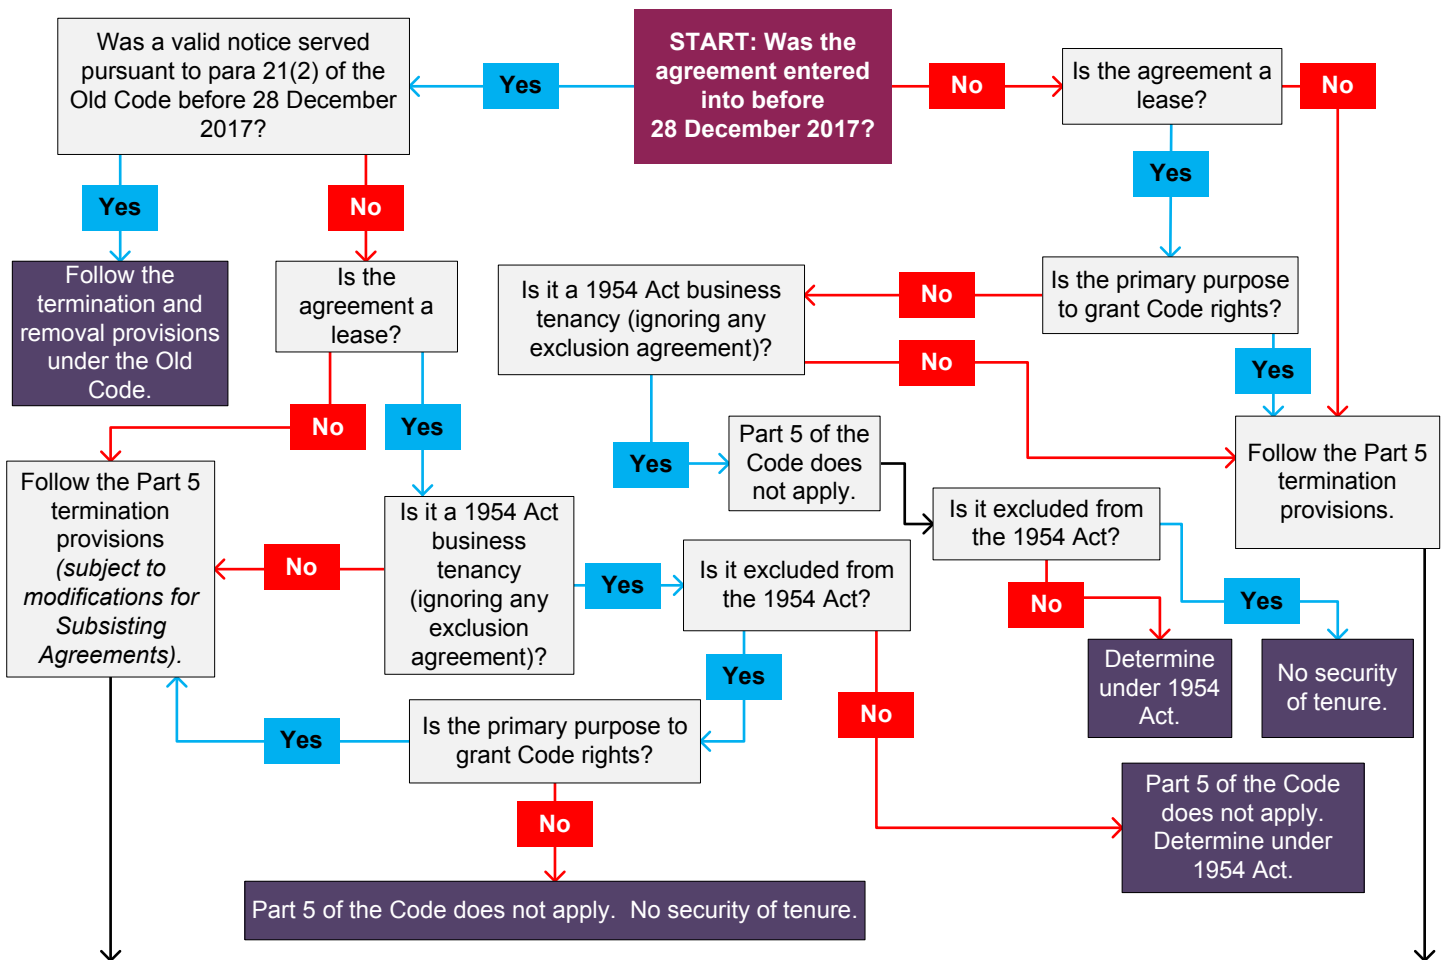 START: Was the
agreement entered
into before
28 December 2017?
Yes
No
Was a valid notice served
pursuant to para 21(2) of the
Old Code before 28 December
2017?
Yes
No
Follow the
termination and
removal provisions
under the Old
Code.
Is the
agreement a
lease?
No
Yes
Follow the Part 5
termination
provisions
(subject to
modifications for
Subsisting
Agreements).
No
Is it a 1954 Act
business
tenancy
(ignoring any
exclusion
agreement)?
Yes
Is it excluded from
the 1954 Act?
Yes
No
Yes
Is the primary purpose to
grant Code rights?
No
Part 5 of the Code does not apply.  No security of tenure.
Part 5 of the Code
does not apply.
Determine under
1954 Act.
Is the agreement a
lease?
No
Yes
Is the primary purpose
to grant Code rights?
No
Yes
Is it a 1954 Act business
tenancy (ignoring any
exclusion agreement)?
No
Yes
Part 5 of the
Code does
not apply.
Follow the Part 5
termination
provisions.
Is it excluded from
the 1954 Act?
No
Yes
Determine
under 1954
Act.
No security
of tenure.